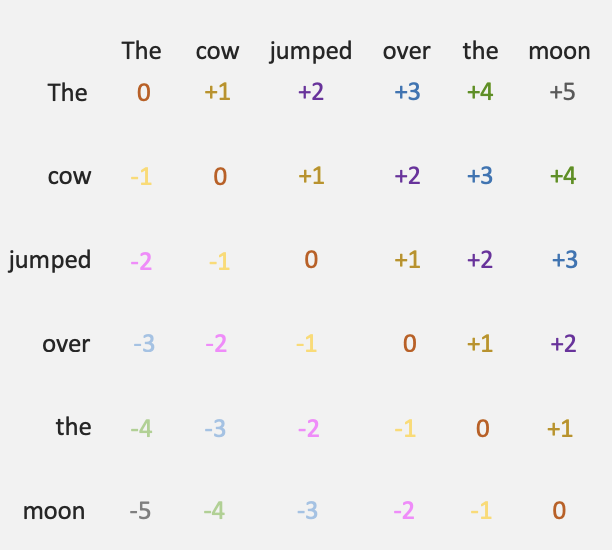 The cow jumped over the moon
The 0 +1 +2 +3 +4 +5
cow -1 0 +1 +2 +3 +4
jumped -2 -1 0 +1 +2 +3
over -3 -2 -1 0 +1 +2
the -4 -3 -2 -1 0 +1
moon -5 -4 -3 -2 -1 0